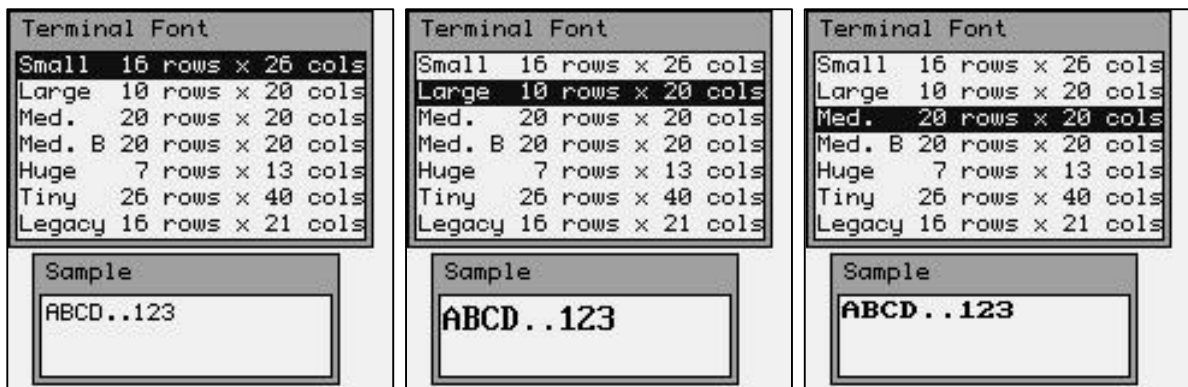 Terminal Font
Small 16 rows x 26 cols
Large 10 rows x 20 cols
Med. 20 rows x 20 cols
Med. B 20 rows x 20 cols
Huge 7 rows x 13 cols
Tiny 26 rows x 40 cols
Legacy 16 rows x 21 cols
Sample
ABCD..123
Terminal Font
Small 16 rows x 26 cols
Large 10 rows x 20 cols
Med. 20 rows x 20 cols
Med. B 20 rows x 20 cols
Huge 7 rows x 13 cols
Tiny 26 rows x 40 cols
Legacy 16 rows x 21 cols
Sample
ABCD..123
Terminal Font
Small 16 rows x 26 cols
Large 10 rows x 20 cols
Med. 20 rows x 20 cols
Med. B 20 rows x 20 cols
Huge 7 rows x 13 cols
Tiny 26 rows x 40 cols
Legacy 16 rows x 21 cols
Sample
ABCD..123